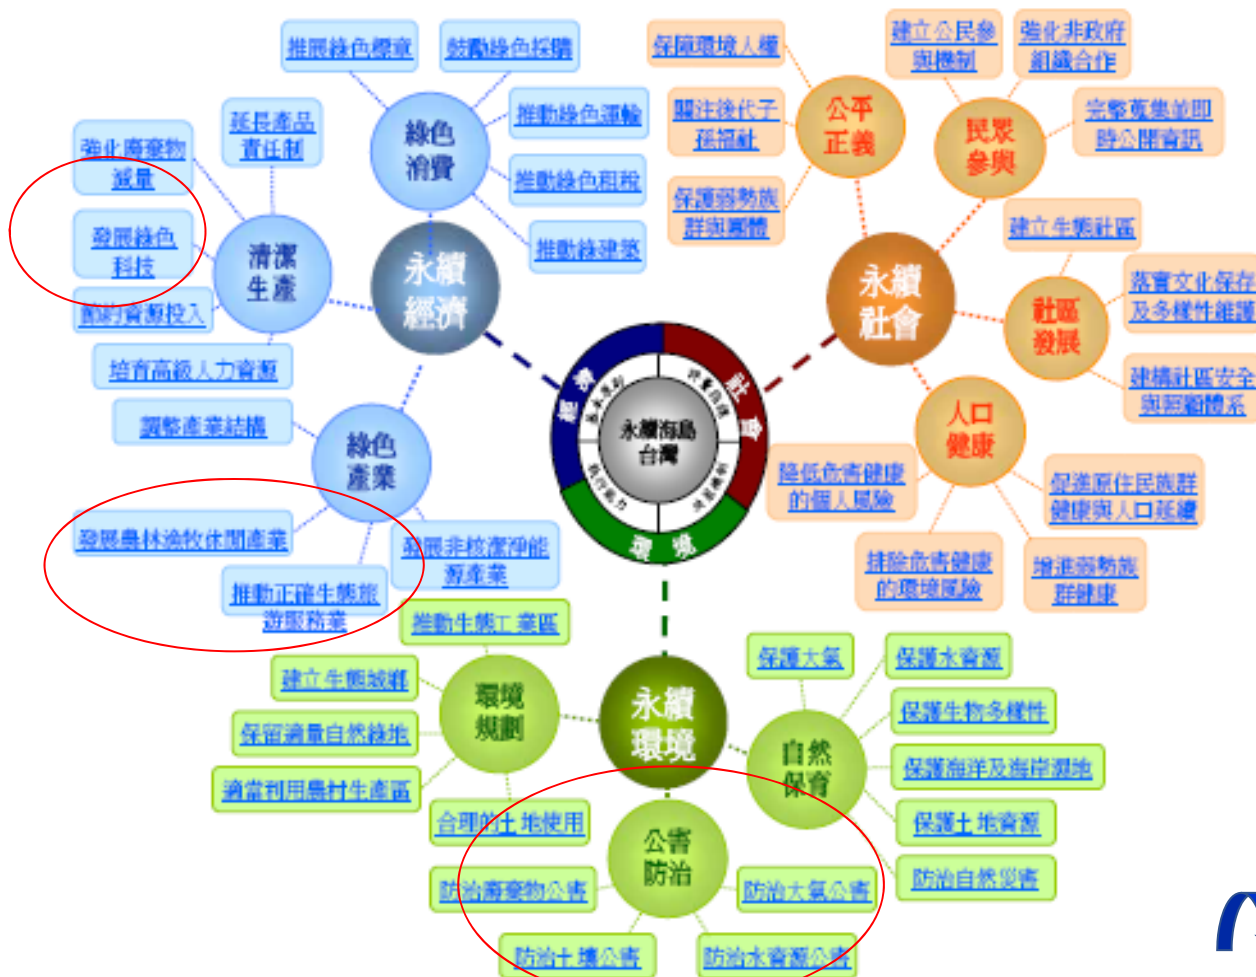 推展綠色標章
鼓勵綠色採購
推動綠色運輸
推動綠色租稅
推動綠建築
綠色
消費
延長產品
責任制
強化廢棄物
減量
發展綠色
科技
節約資源投入
培育高級人力資源
清潔
生產
永續
經濟
調整產業結構
綠色
產業
發展農林漁牧休閒產業
推動正確生態旅
遊服務業
發展非核潔淨能
源產業
保障環境人權
關注後代子
孫福祉
保護弱勢族
群與團體
公平
正義
建立公民參
與機制
強化非政府
組織合作
完整蒐集並即
時公開資訊
民眾
參與
永續
社會
建立生態社區
落實文化保存
及多樣性維護
建構社區安全
與照顧體系
社區
發展
人口
健康
降低危害健康
的個人風險
排除危害健康
的環境風險
增進弱勢族
群健康
保進原住民族群
健康與人口延續
經濟
社會
環境
基本原則
執行能力
永續海島
台灣
推動生態工業區
建立生態城鄉
保留適量自然綠地
適當利用農村生產區
合理的土地使用
環境
規劃
永續
環境
保護大氣
保護水資源
保護生物多樣性
保護海洋及海岸濕地
保護土地資源
防治自然災害
自然
保育
公害
防治
防治廢棄物公害
防治大氣公害
防治土壤公害
防治水資源公害